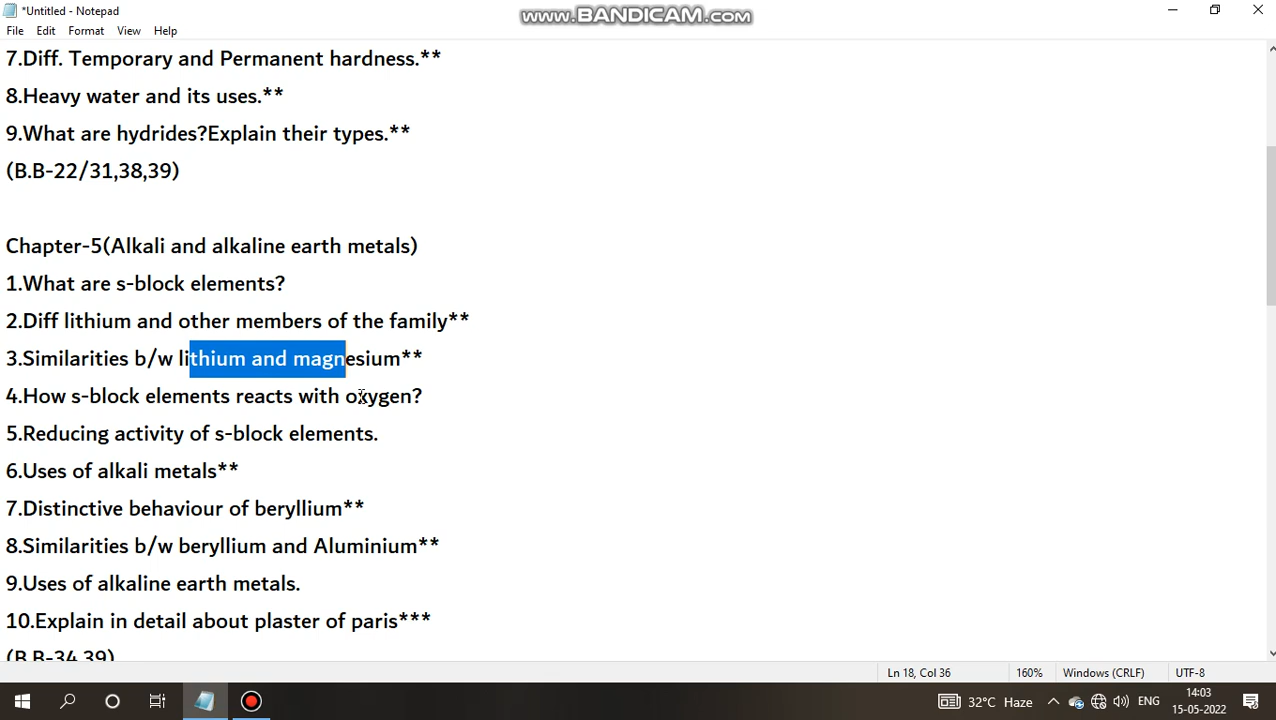 *Untitled - Notepad
www.BANDICAM.com
File Edit Format View Help
7.Diff. Temporary and Permanent hardness.**
8.Heavy water and its uses.**
9.What are hydrides?Explain their types.**
(B.B-22/31,38,39)
Chapter-5(Alkali and alkaline earth metals)
1.What are s-block elements?
2.Diff lithium and other members of the family**
3.Similarities b/w lithium and magnesium**
4.How s-block elements reacts with oxygen?
5.Reducing activity of s-block elements.
6.Uses of alkali metals**
7.Distinctive behaviour of beryllium**
8.Similarities b/w beryllium and Aluminium**
9.Uses of alkaline earth metals.
10.Explain in detail about plaster of paris***
(B.B-34,39)
Ln 18, Col 36 160% Windows (CRLF) UTF-8
32°C Haze ENG 14:03
15-05-2022